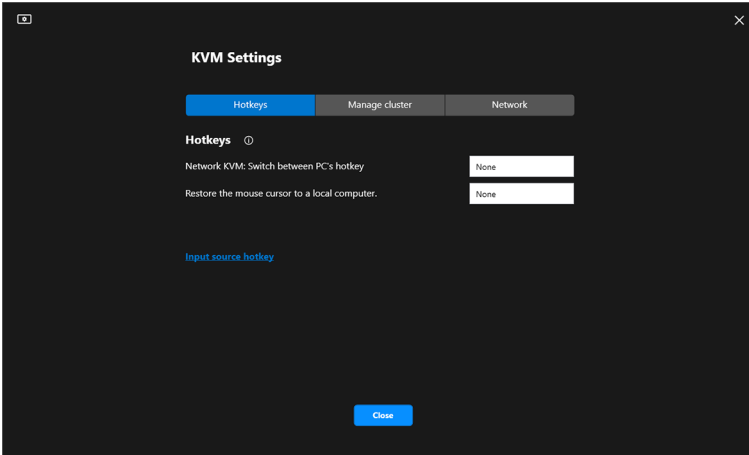 KVM Settings
Hotkeys Manage cluster Network
Hotkeys
Network KVM: Switch between PC's hotkey None
Restore the mouse cursor to a local computer. None
Input source hotkey
Close